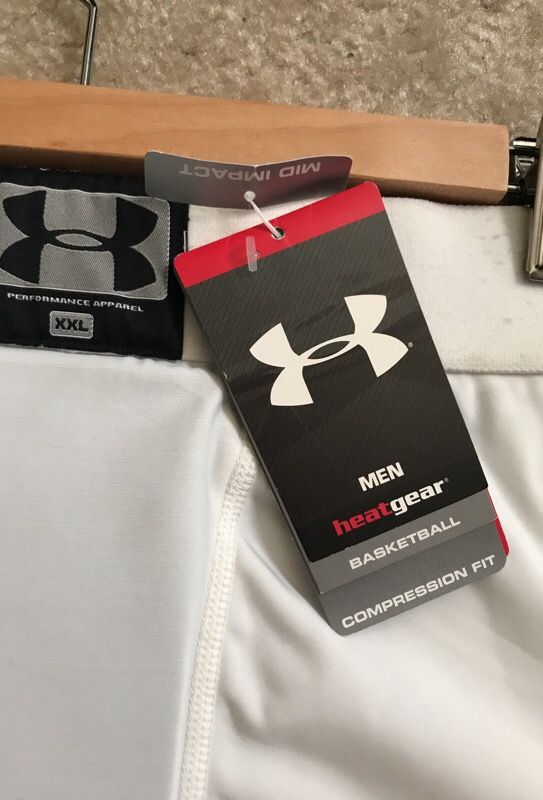 MID IMPACT
PERFORMANCE APPAREL
XXL
MEN
heatgear®
BASKETBALL
COMPRESSION FIT